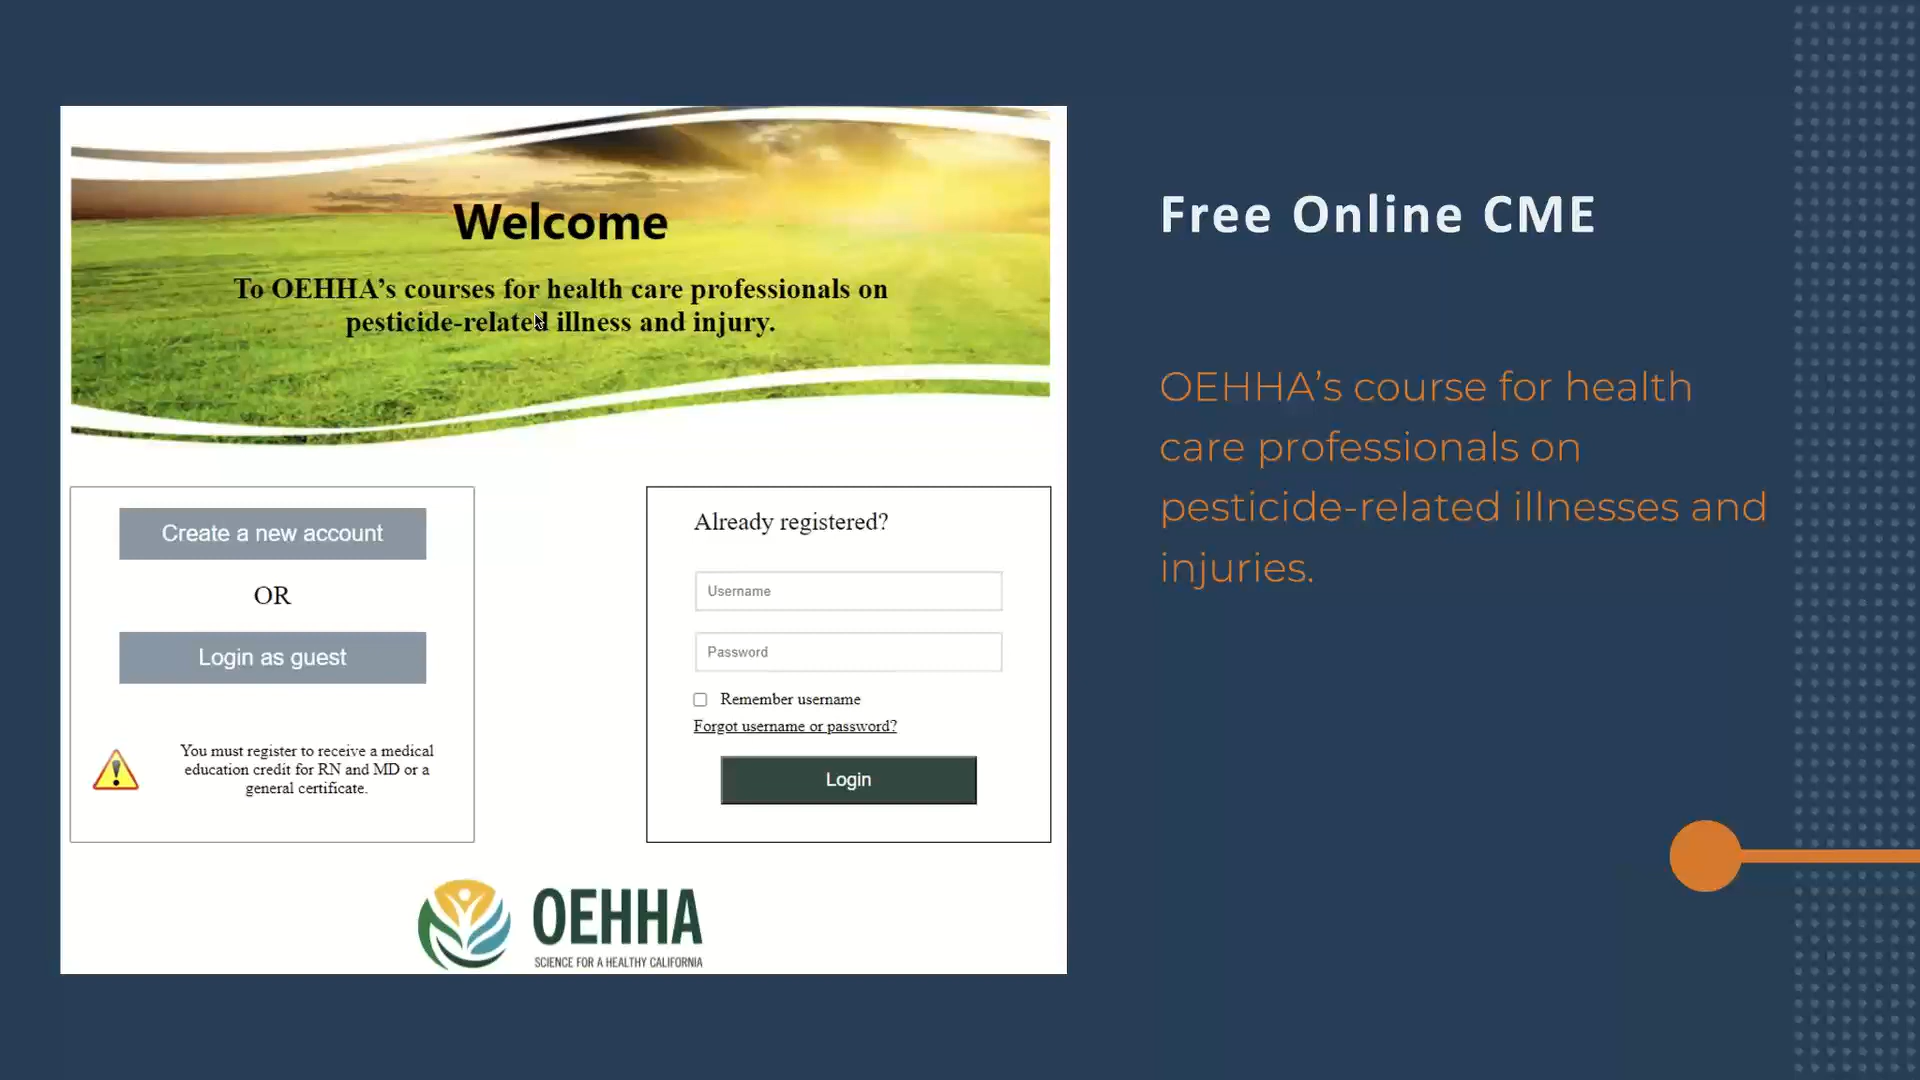 Welcome
To OEHHA’s courses for health care professionals on
pesticide-related illness and injury.
Create a new account
OR
Login as guest
You must register to receive a medical
education credit for RN and MD or a
general certificate.
Already registered?
Username
Password
Remember username
Forgot username or password?
Login
OEHHA
SCIENCE FOR A HEALTHY CALIFORNIA
Free Online CME
OEHHA’s course for health
care professionals on
pesticide-related illnesses and
injuries.